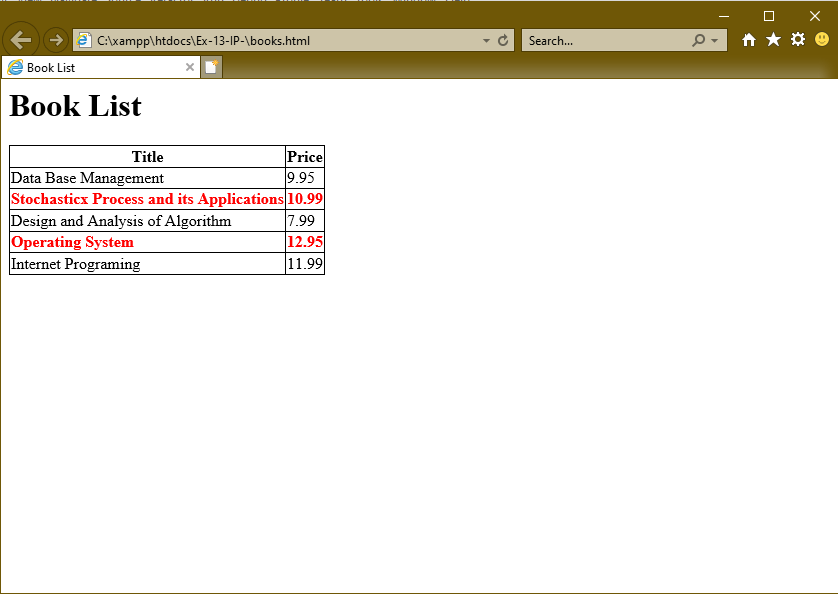 C:\xampp\htdocs\Ex-13-IP-\books.html
Search...
Book List
Book List
Title Price
Data Base Management 9.95
Stochasticx Process and its Applications 10.99
Design and Analysis of Algorithm 7.99
Operating System 12.95
Internet Programing 11.99